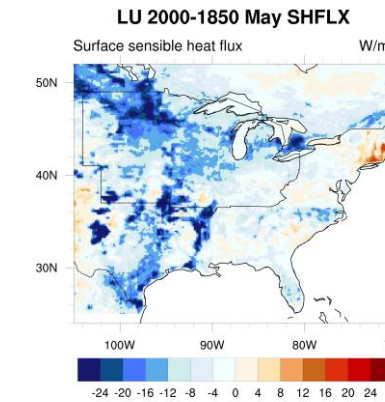 LU 2000-1850 May SHFLX
Surface sensible heat flux W/m
50N
40N
30N
100W 90W 80W
-24 -20 -16 -12 -8 -4 0 4 8 12 16 20 24